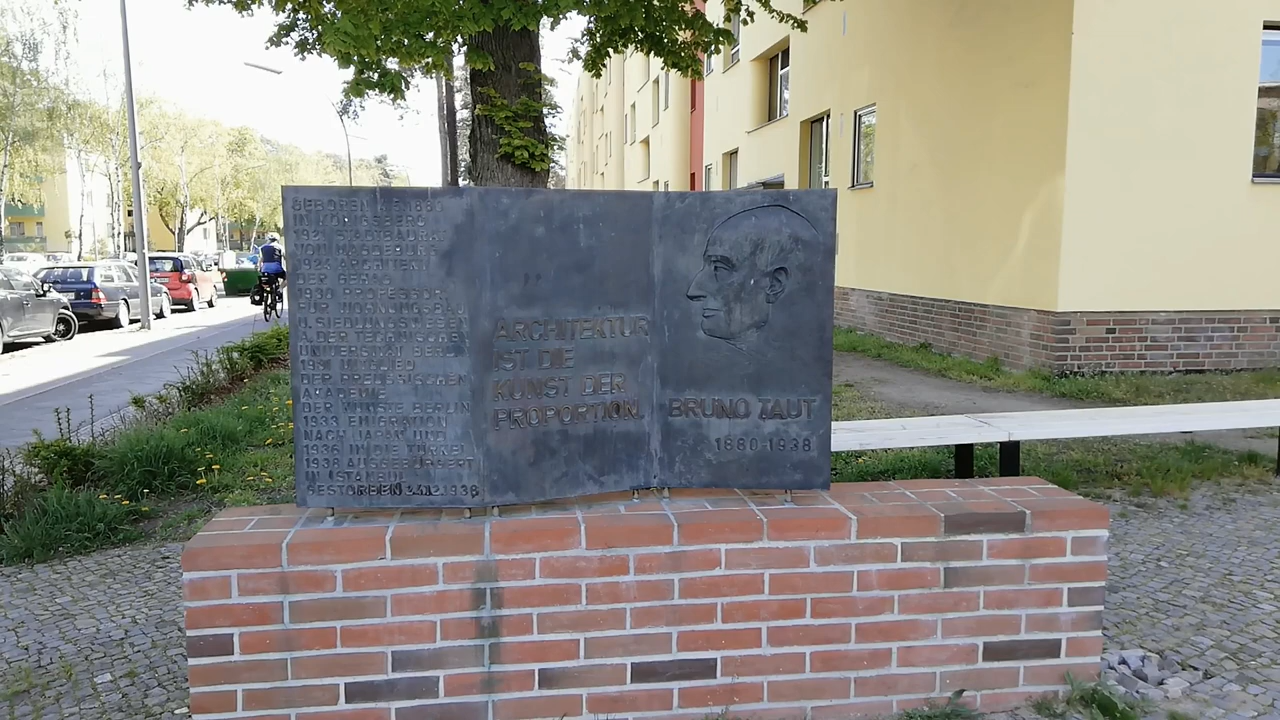 GEBOREN 4.5.1880
IN KÖNIGSBERG
1921 STADTBAURAT
VON MAGDEBURG
1924 ARCHITEKT
DER GEHAG
1930 PROFESSOR
FÜR WOHNUNGSBAU
U. SIEDLUNGSWESEN
A. DER TECHNISCHEN
UNIVERSITÄT BERLIN
1931 MITGLIED
DER PREUSSISCHEN
AKADEMIE
DER KÜNSTE BERLIN
1933 EMIGRATION
NACH JAPAN UND
1936 IN DIE TÜRKEI
1938 AUSGEBÜRGERT
IN ISTANBUL
GESTORBEN 24.12.1938
ARCHITEKTUR
IST DIE
KUNST DER
PROPORTION.
BRUNO TAUT
1880-1938